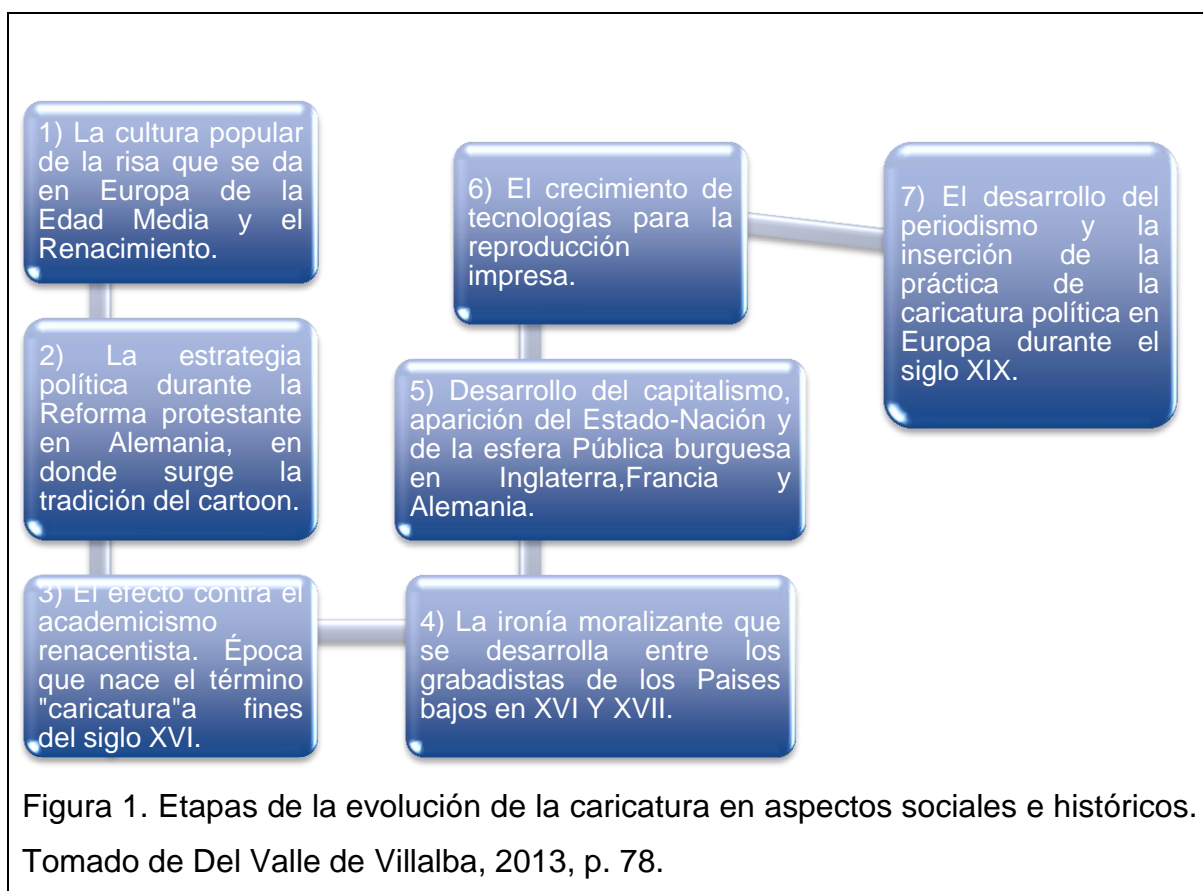 1) La cultura popular
de la risa que se da
en Europa de la
Edad Media y el
Renacimiento.
2) La estrategia
política durante la
Reforma protestante
en Alemania, en
donde surge la
tradición del cartoon.
3) El efecto contra el
academicismo
renacentista. Época
que nace el término
"caricatura"a fines
del siglo XVI.
4) La ironía moralizante que
se desarrolla entre los
grabadistas de los Paises
bajos en XVI Y XVII.
5) Desarrollo del capitalismo,
aparición del Estado-Nación y
de la esfera Pública burguesa
en Inglaterra,Francia y
Alemania.
6) El crecimiento de
tecnologías para la
reproducción
impresa.
7) El desarrollo del
periodismo y la
inserción de la
práctica de la
caricatura política en
Europa durante el
siglo XIX.
Figura 1. Etapas de la evolución de la caricatura en aspectos sociales e históricos.
Tomado de Del Valle de Villalba, 2013, p. 78.